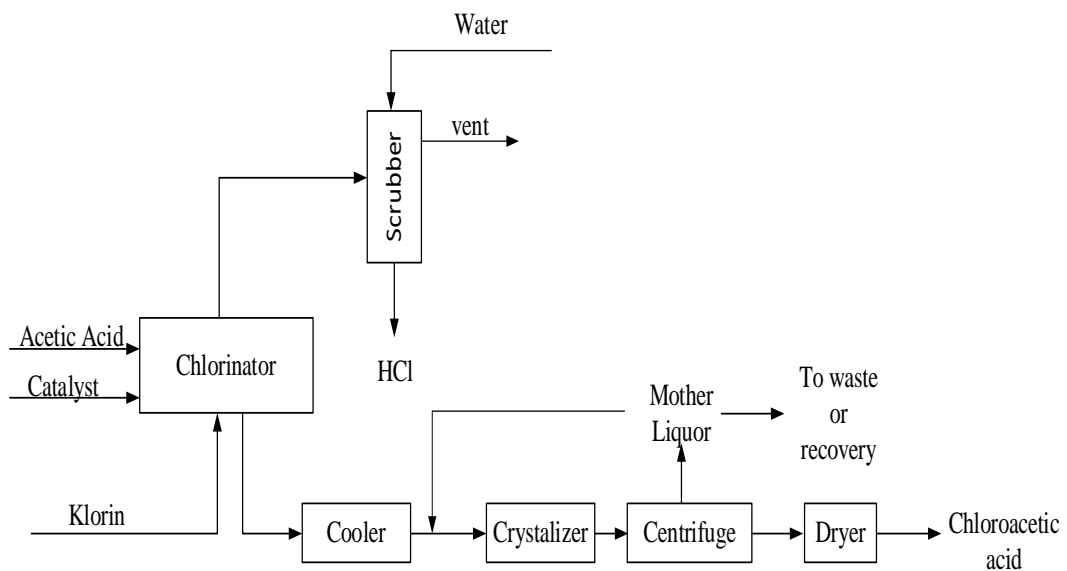 Water
vent
Scrubber
Acetic Acid
Chlorinator
Catalyst
HCl
Mother
Liquor
To waste
or
recovery
Klorin
Cooler
Crystalizer
Centrifuge
Dryer
Chloroacetic
acid